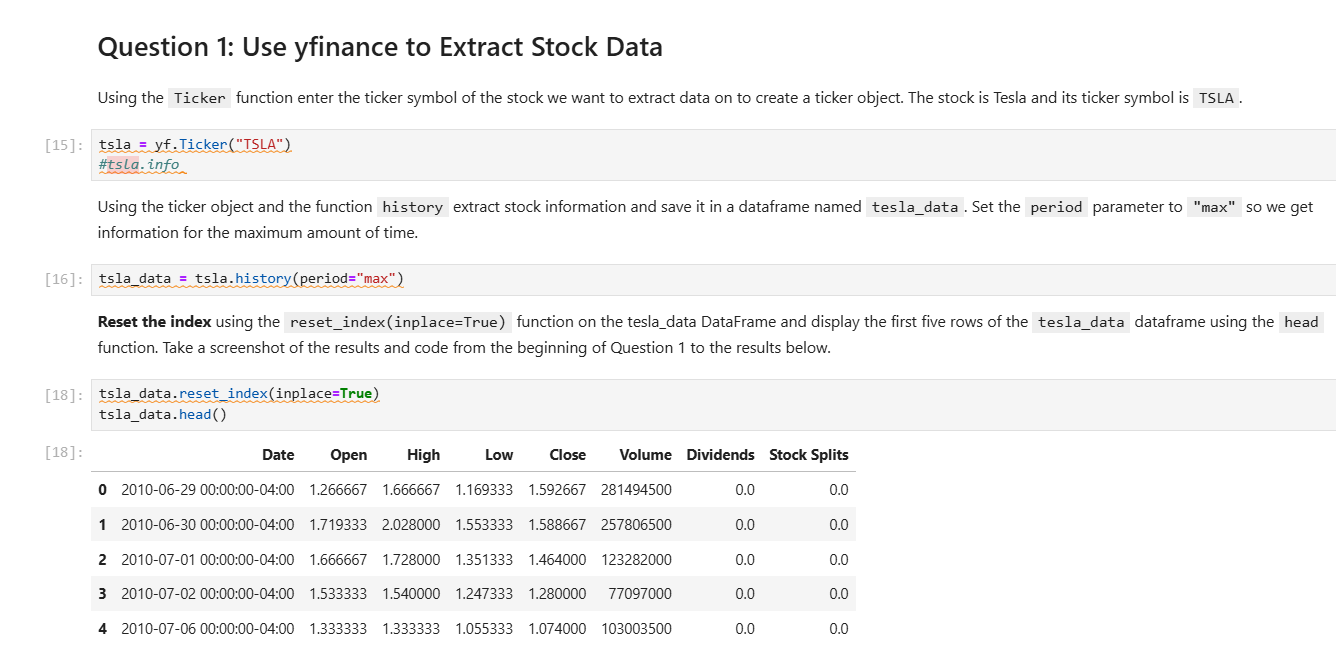 Question 1: Use yfinance to Extract Stock Data
Using the Ticker function enter the ticker symbol of the stock we want to extract data on to create a ticker object. The stock is Tesla and its ticker symbol is TSLA.
[15]: tsla = yf.Ticker("TSLA")
#tsla.info
Using the ticker object and the function history extract stock information and save it in a dataframe named tesla_data. Set the period parameter to "max" so we get
information for the maximum amount of time.
[16]: tsla_data = tsla.history(period="max")
Reset the index using the reset_index(inplace=True) function on the tesla_data DataFrame and display the first five rows of the tesla_data dataframe using the head
function. Take a screenshot of the results and code from the beginning of Question 1 to the results below.
[18]: tsla_data.reset_index(inplace=True)
tsla_data.head()
[18]: Date Open High Low Close Volume Dividends Stock Splits
0 2010-06-29 00:00:00-04:00 1.266667 1.666667 1.169333 1.592667 281494500 0.0 0.0
1 2010-06-30 00:00:00-04:00 1.719333 2.028000 1.553333 1.588667 257806500 0.0 0.0
2 2010-07-01 00:00:00-04:00 1.666667 1.728000 1.351333 1.464000 123282000 0.0 0.0
3 2010-07-02 00:00:00-04:00 1.533333 1.540000 1.247333 1.280000 77097000 0.0 0.0
4 2010-07-06 00:00:00-04:00 1.333333 1.333333 1.055333 1.074000 103003500 0.0 0.0